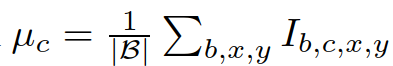 μ_c = \frac{1}{|\mathcal{B}|} \sum_{b,x,y} I_{b,c,x,y}